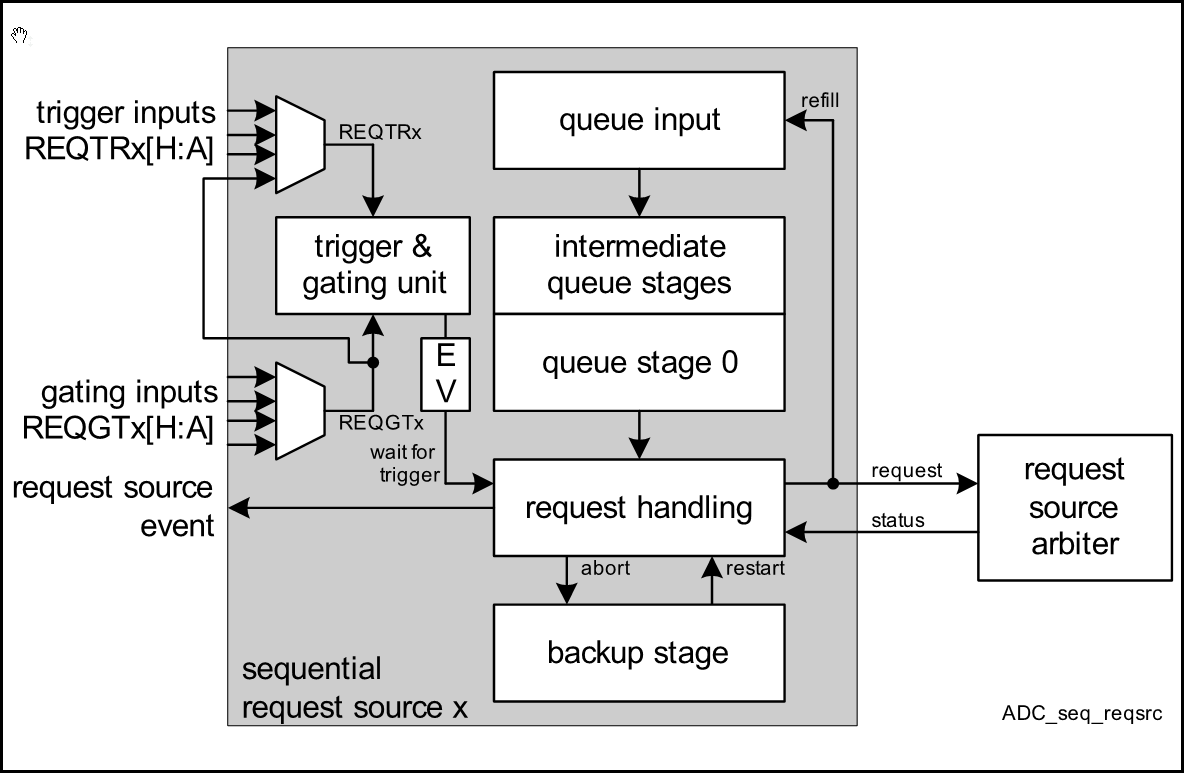 trigger inputs
REQTRx[H:A]
REQTRx
trigger &
gating unit
gating inputs
REQGTx[H:A]
REQGTx
E
V
wait for
trigger
request source
event
queue input
refill
intermediate
queue stages
queue stage 0
request handling
request
status
request
source
arbiter
abort
restart
backup stage
sequential
request source x
ADC_seq_reqsrc